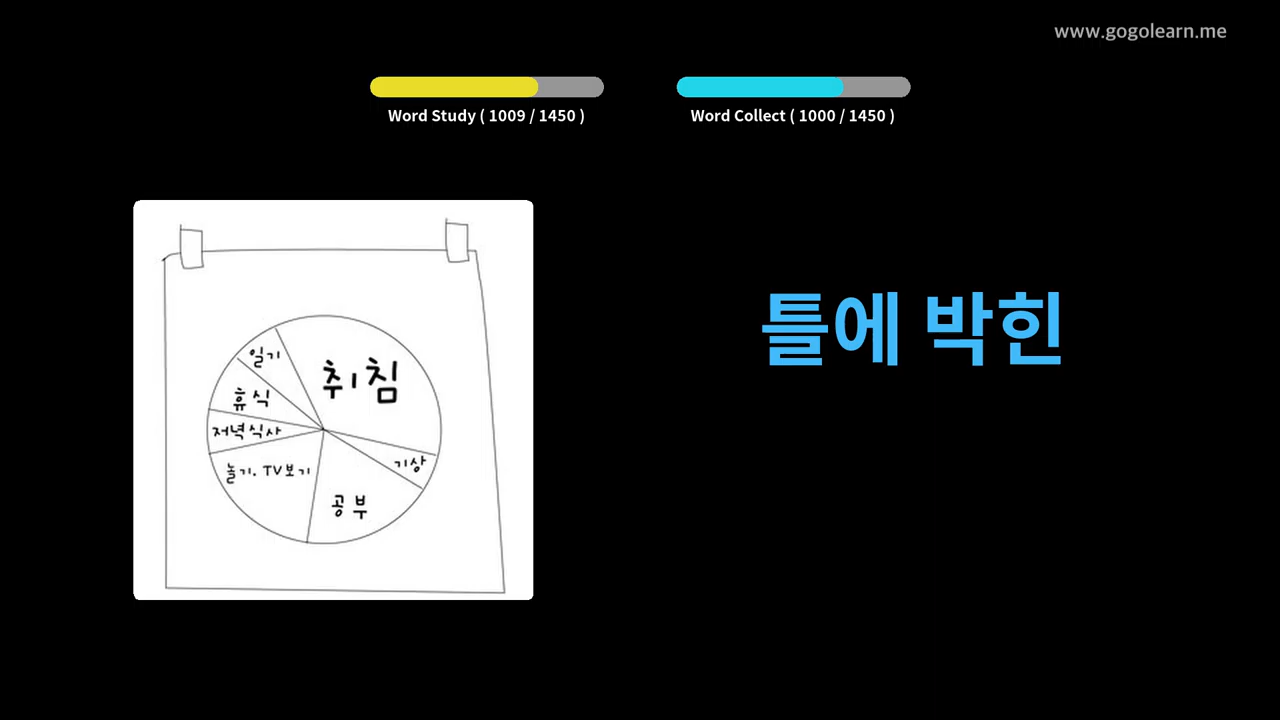 www.gogolearn.me
Word Study ( 1009 / 1450 )
Word Collect ( 1000 / 1450 )
일기
취침
휴식
저녁식사
놀기. TV보기
기상
공부
틀에 박힌